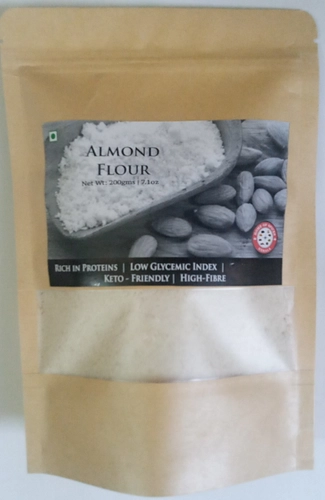 ALMOND
FLOUR
Net Wt: 200gms | 7.1oz
RICH IN PROTEINS | LOW GLYCEMIC INDEX |
KETO - FRIENDLY | HIGH-FIBRE